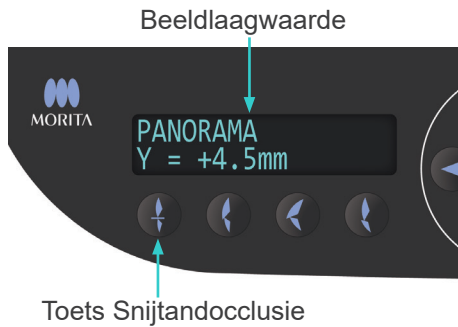 Beeldlaagwaarde
MORITA
PANORAMA
Y = +4.5mm
Toets Snijtandocclusie